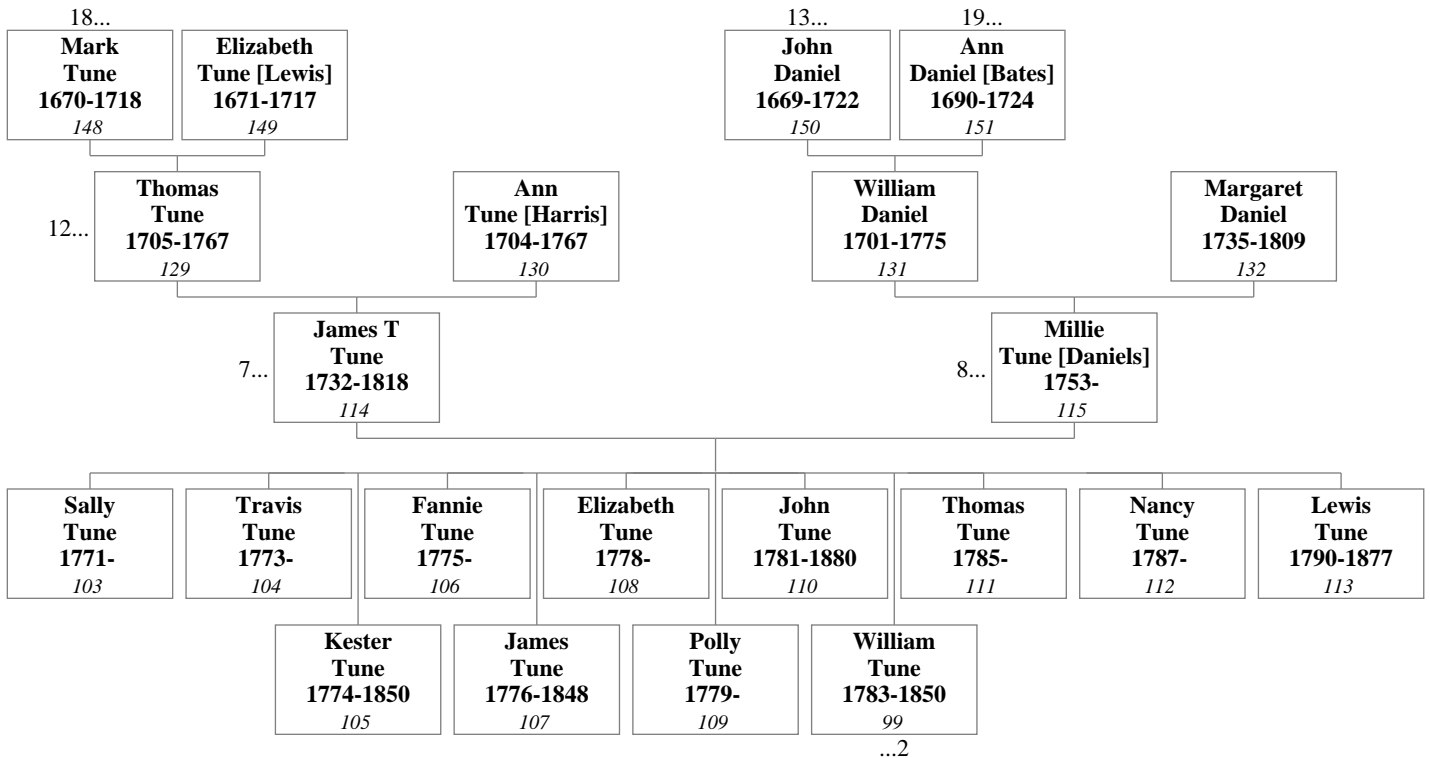 18...
Mark
Tune
1670-1718
148
Elizabeth
Tune [Lewis]
1671-1717
149
13...
John
Daniel
1669-1722
150
19...
Ann
Daniel [Bates]
1690-1724
151
12...
Thomas
Tune
1705-1767
129
Ann
Tune [Harris]
1704-1767
130
William
Daniel
1701-1775
131
Margaret
Daniel
1735-1809
132
7...
James T
Tune
1732-1818
114
8...
Millie
Tune [Daniels]
1753-
115
Sally
Tune
1771-
103
Travis
Tune
1773-
104
Fannie
Tune
1775-
106
Elizabeth
Tune
1778-
108
John
Tune
1781-1880
110
Thomas
Tune
1785-
111
Nancy
Tune
1787-
112
Lewis
Tune
1790-1877
113
Kester
Tune
1774-1850
105
James
Tune
1776-1848
107
Polly
Tune
1779-
109
William
Tune
1783-1850
99
...2